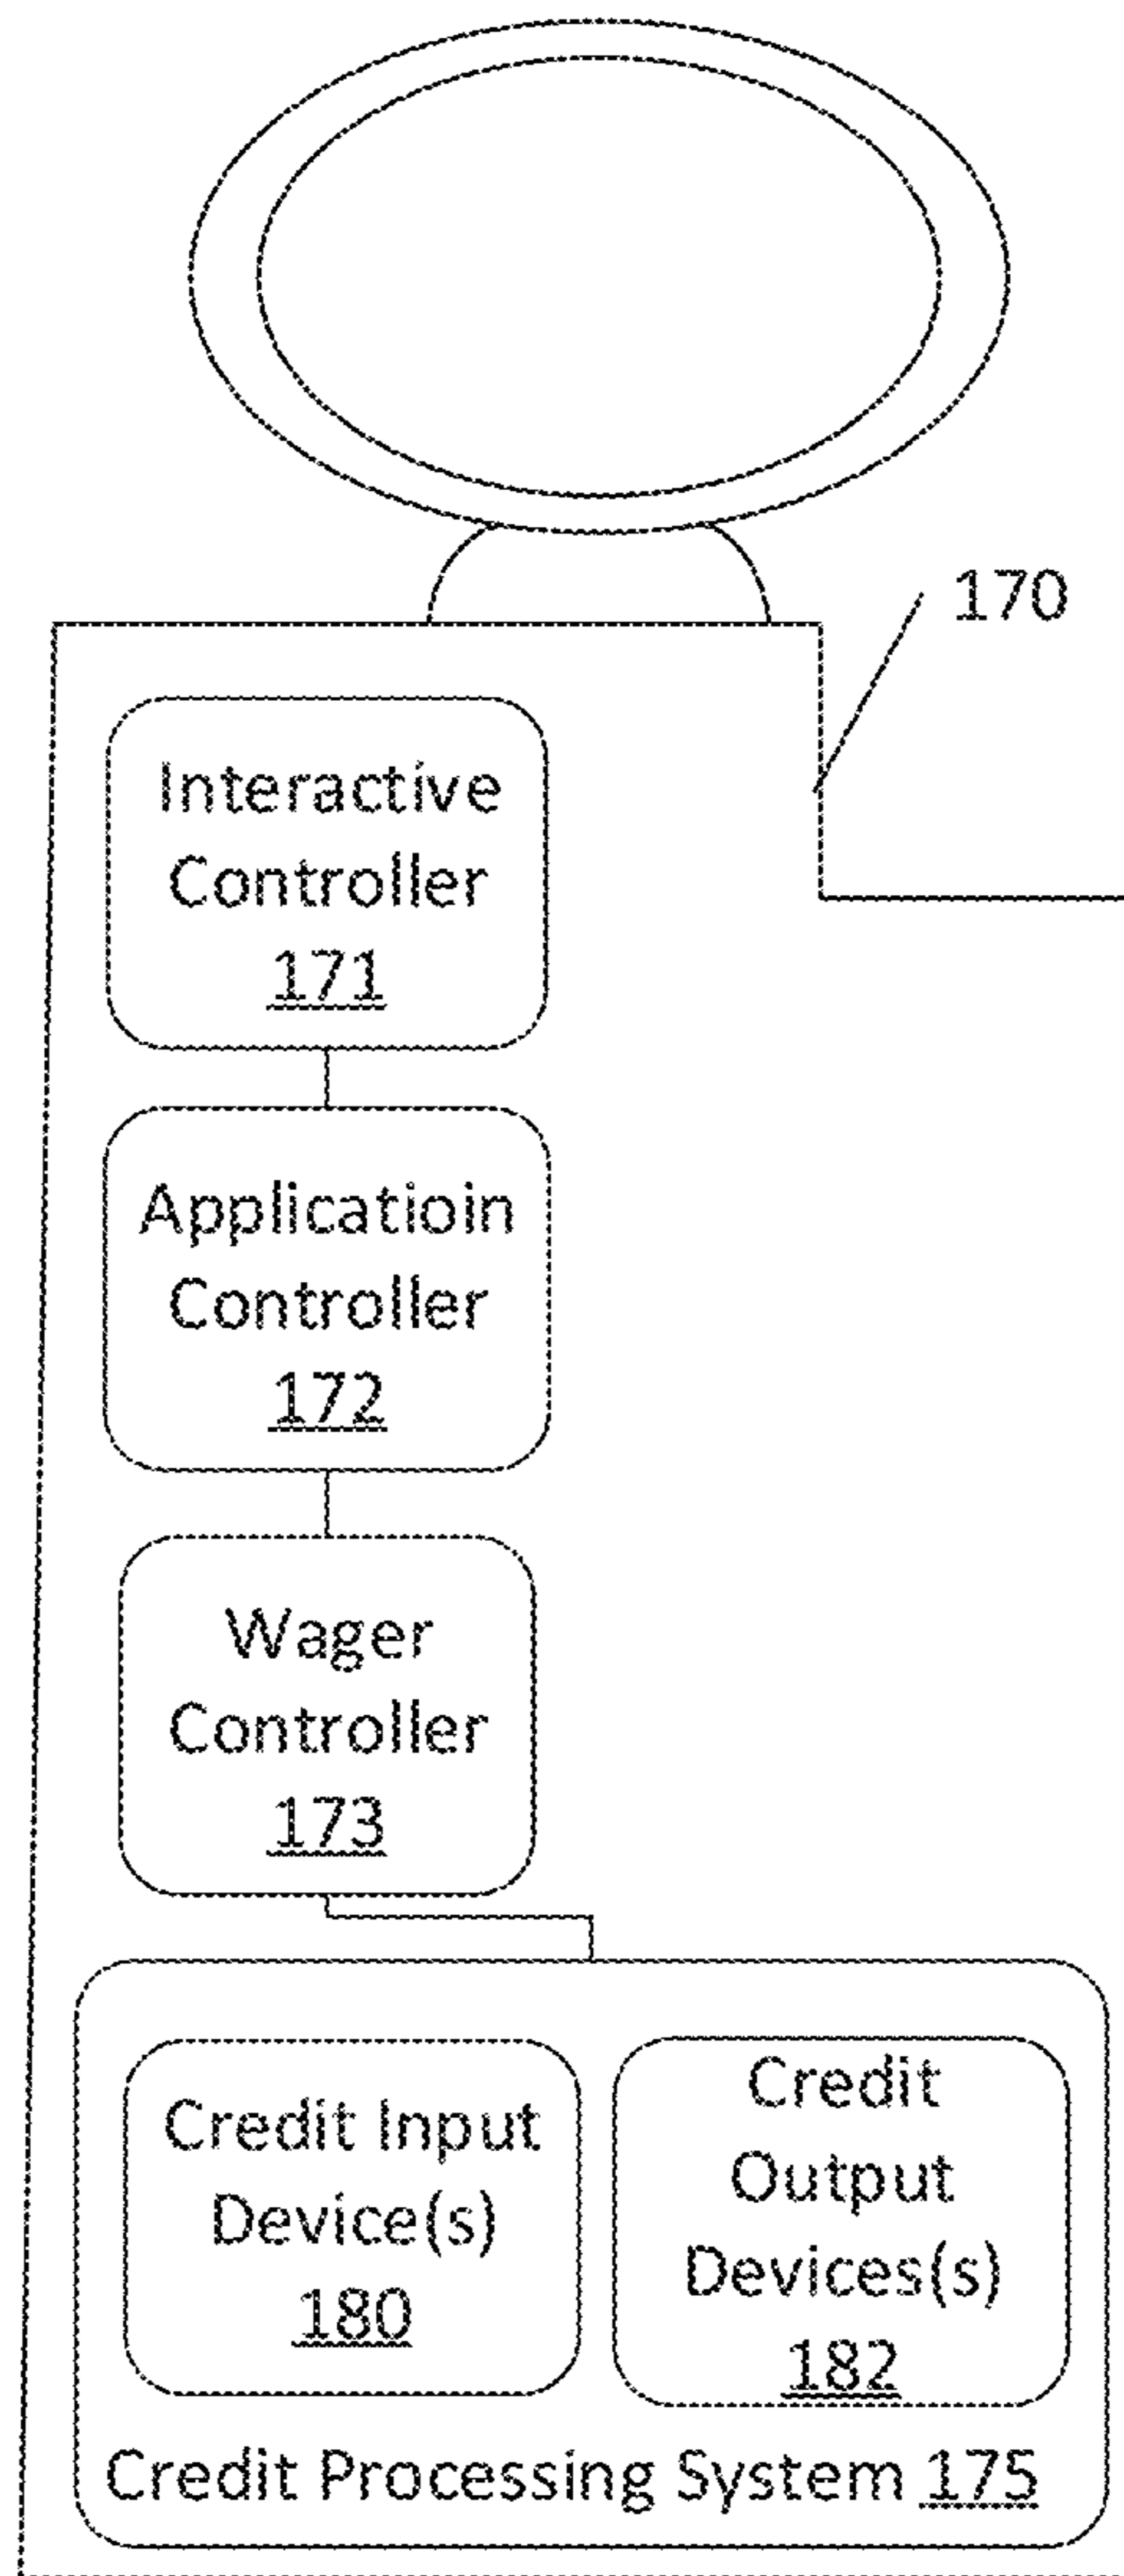 170
Interactive
Controller
171
Applicatioin
Controller
172
Wager
Controller
173
Credit Input
Device(s)
180
Credit
Output
Devices(s)
182
Credit Processing System 175